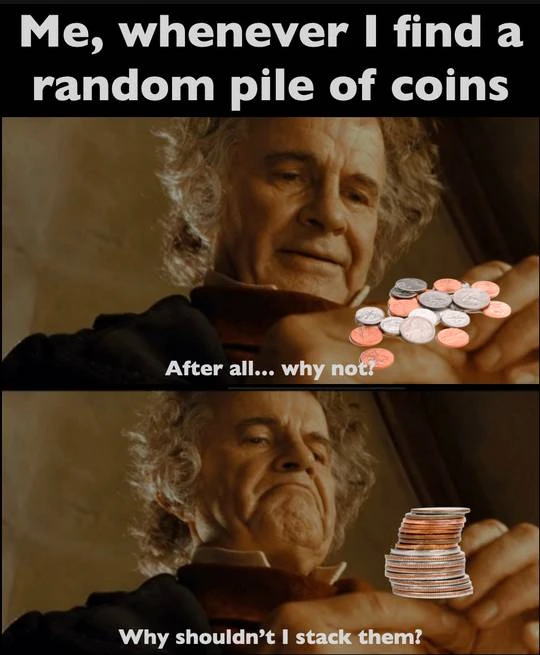 Me, whenever I find a
random pile of coins
After all... why not?
Why shouldn't I stack them?